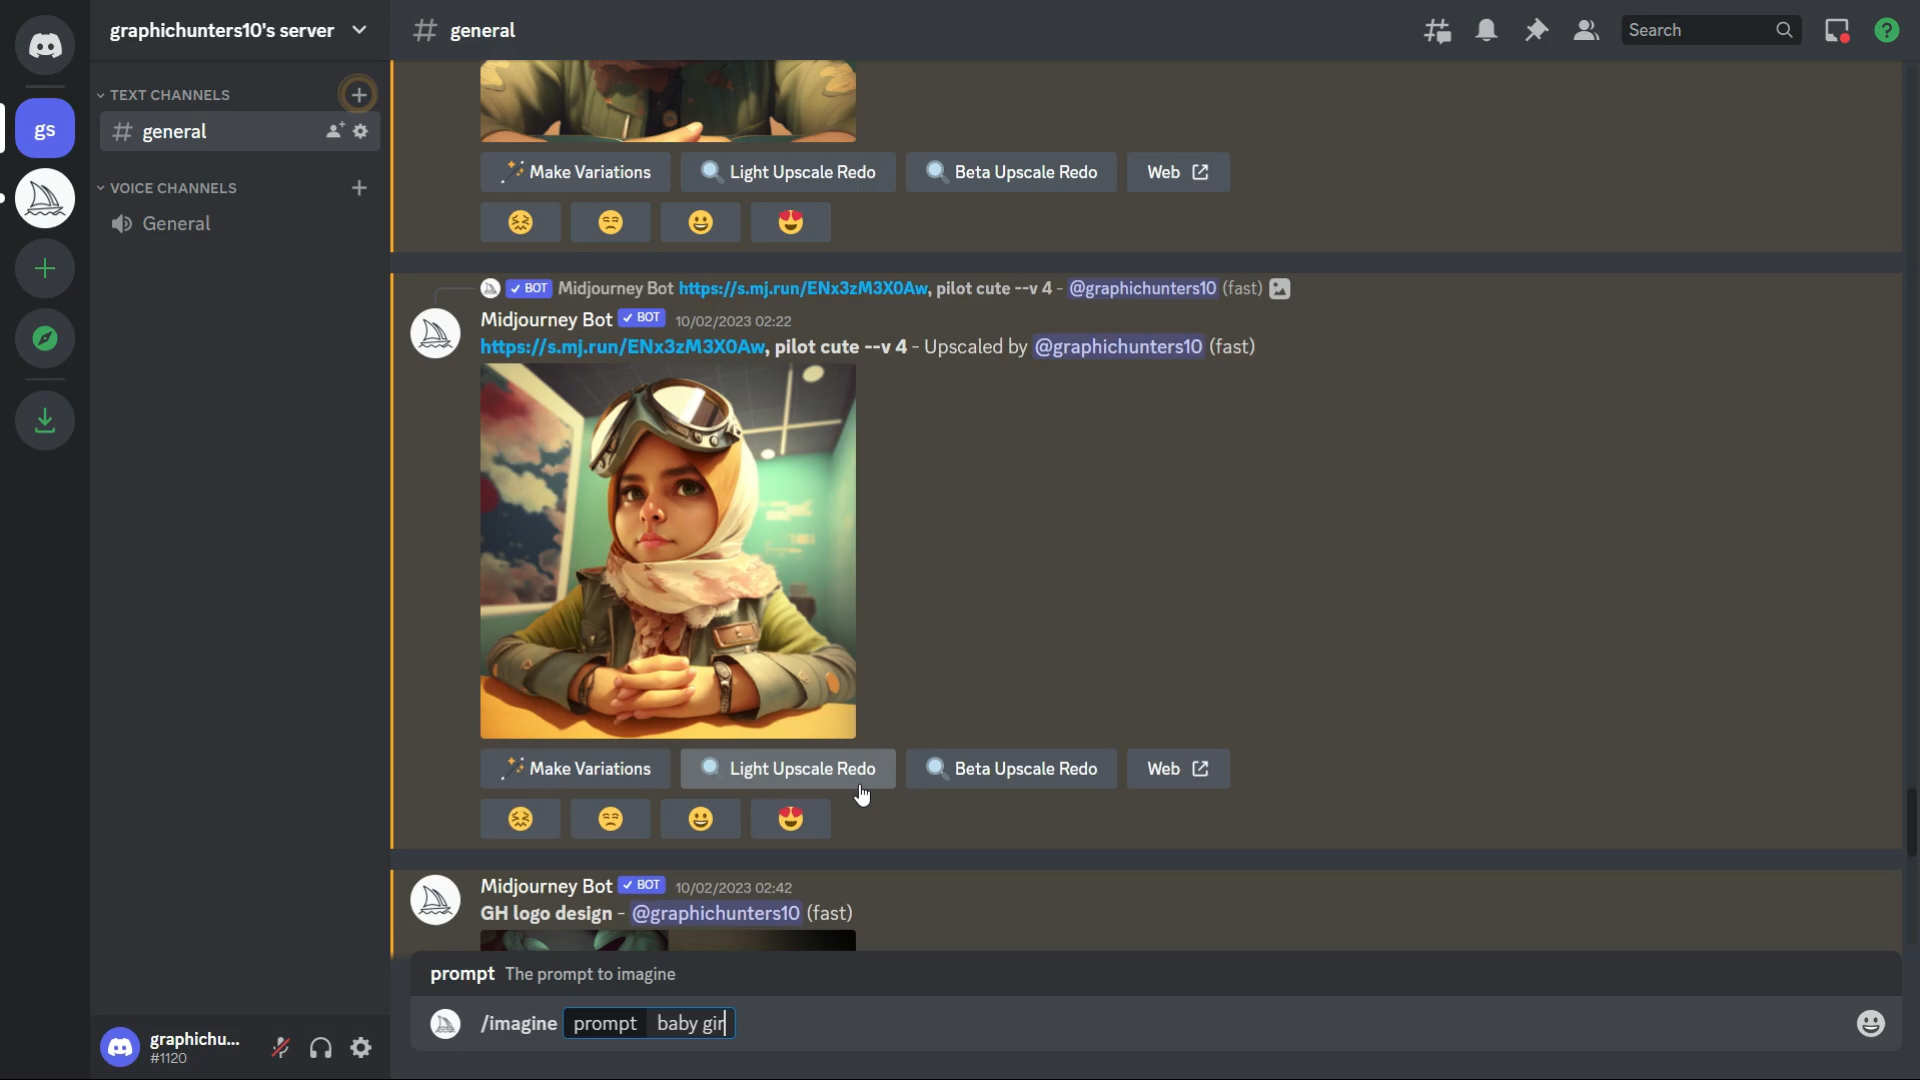 graphichunters10's server
# general
Search
TEXT CHANNELS
gs
# general
VOICE CHANNELS
General
Make Variations
Light Upscale Redo
Beta Upscale Redo
Web
BOT Midjourney Bot https://s.mj.run/ENx3zM3X0Aw, pilot cute --v 4 - @graphichunters10 (fast)
Midjourney Bot BOT 10/02/2023 02:22
https://s.mj.run/ENx3zM3X0Aw, pilot cute --v 4 - Upscaled by @graphichunters10 (fast)
Make Variations
Light Upscale Redo
Beta Upscale Redo
Web
Midjourney Bot BOT 10/02/2023 02:42
GH logo design - @graphichunters10 (fast)
prompt The prompt to imagine
/imagine prompt baby girl
graphichu...
#1120